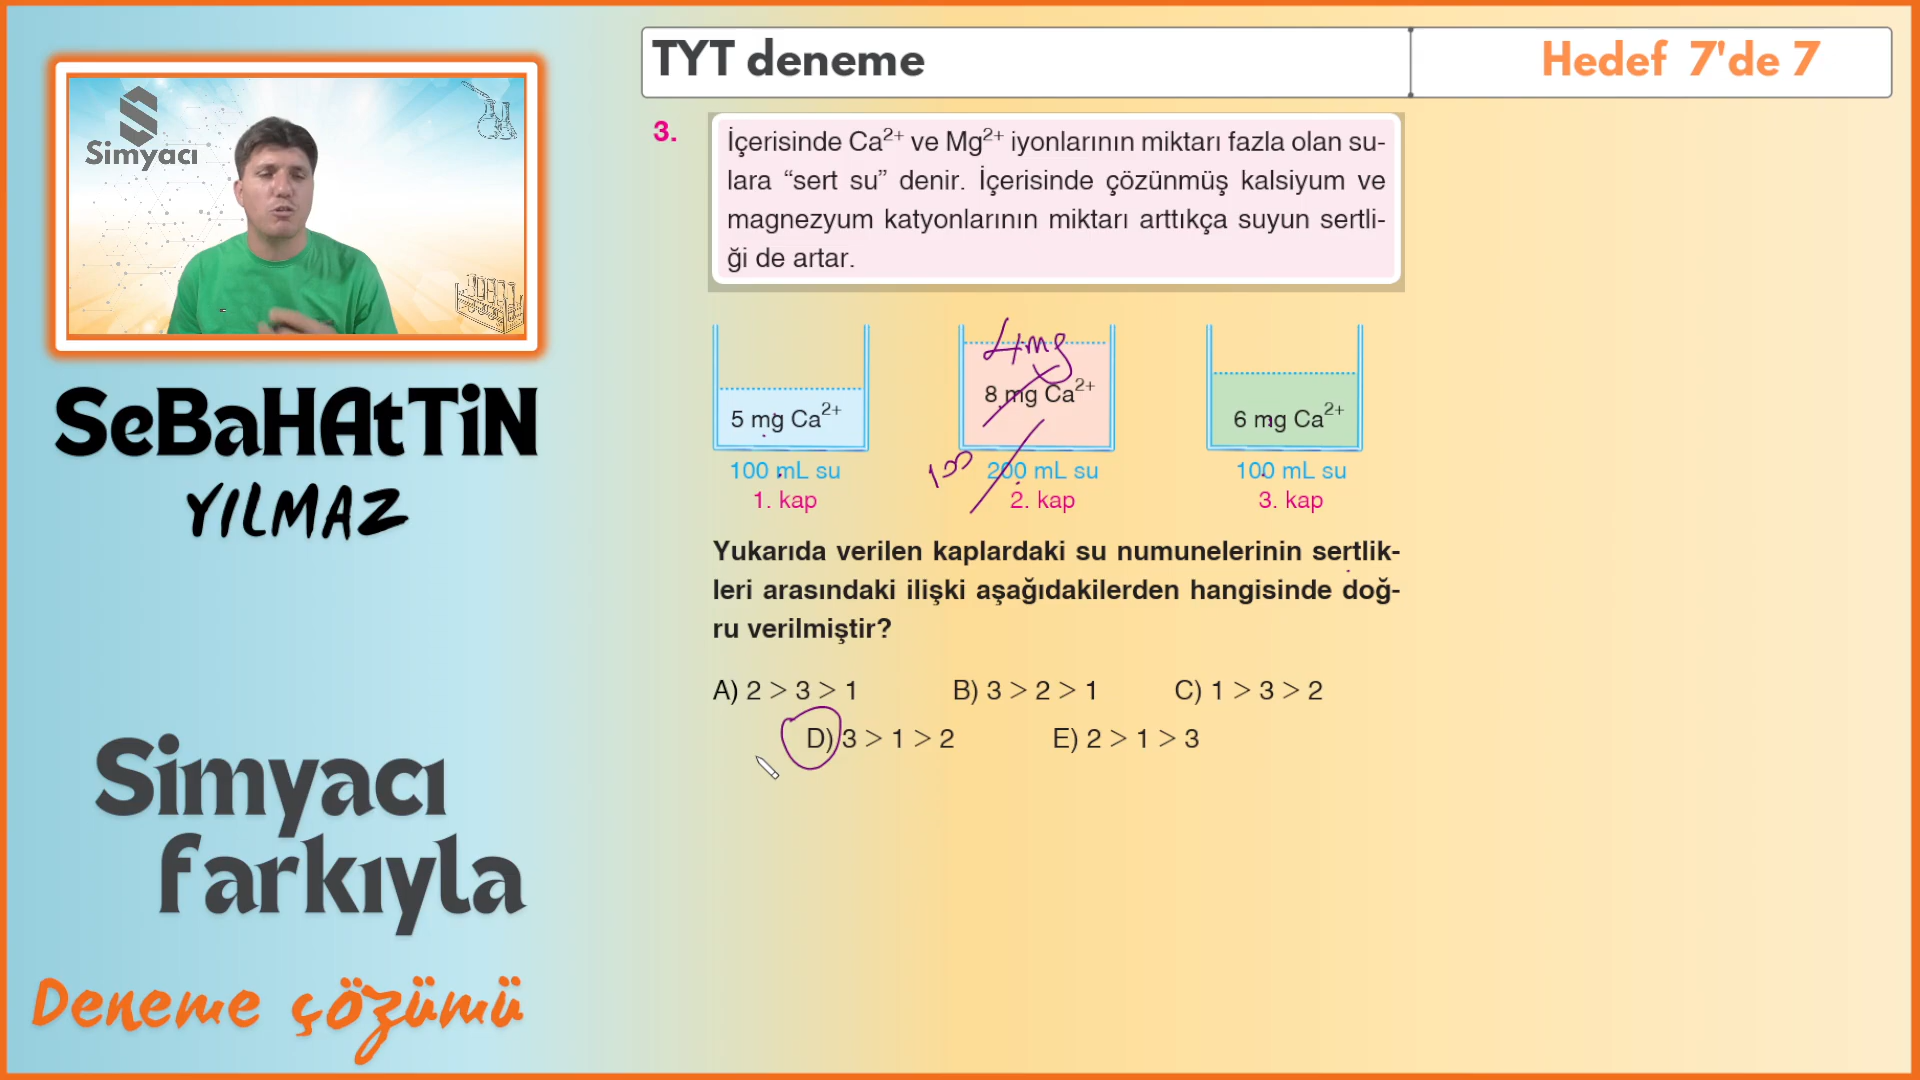 TYT deneme
Hedef 7'de 7
Simyacı
SeBaHAtTiN
YILMAZ
Simyacı
farkıyla
Deneme çözümü
3.
İçerisinde Ca²⁺ ve Mg²⁺ iyonlarının miktarı fazla olan su-
lara “sert su” denir. İçerisinde çözünmüş kalsiyum ve
magnezyum katyonlarının miktarı arttıkça suyun sertli-
ği de artar.
4mg
5 mg Ca²⁺
8 mg Ca²⁺
6 mg Ca²⁺
100 mL su
100
200 mL su
100 mL su
1. kap
2. kap
3. kap
Yukarıda verilen kaplardaki su numunelerinin sertlik-
leri arasındaki ilişki aşağıdakilerden hangisinde doğ-
ru verilmiştir?
A) 2 > 3 > 1
B) 3 > 2 > 1
C) 1 > 3 > 2
D) 3 > 1 > 2
E) 2 > 1 > 3